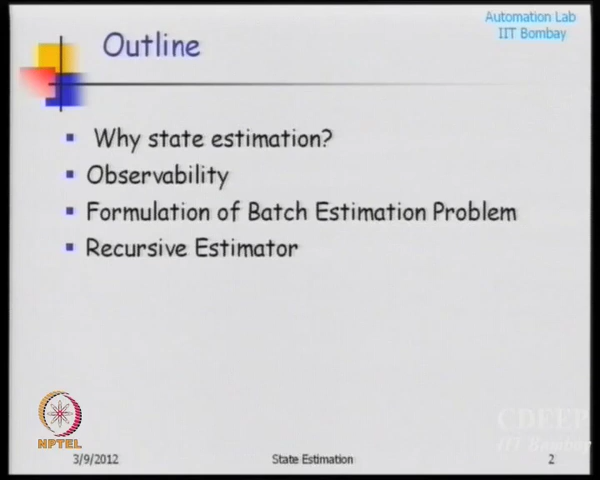 Automation Lab
IIT Bombay
Outline
Why state estimation?
Observability
Formulation of Batch Estimation Problem
Recursive Estimator
NPTEL
CDEEP
IIT Bombay
3/9/2012
State Estimation
2